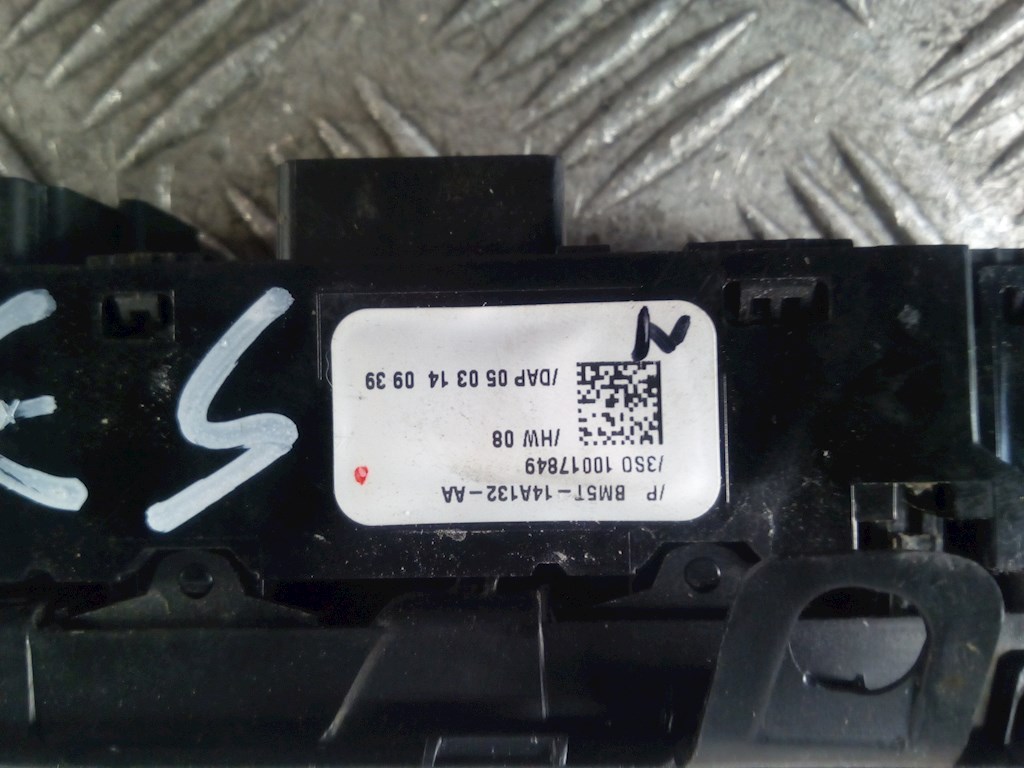 /P BM5T-14A132-AA
/3S0 10017849
/HW 08
/DAP 05 03 14 09 39
N